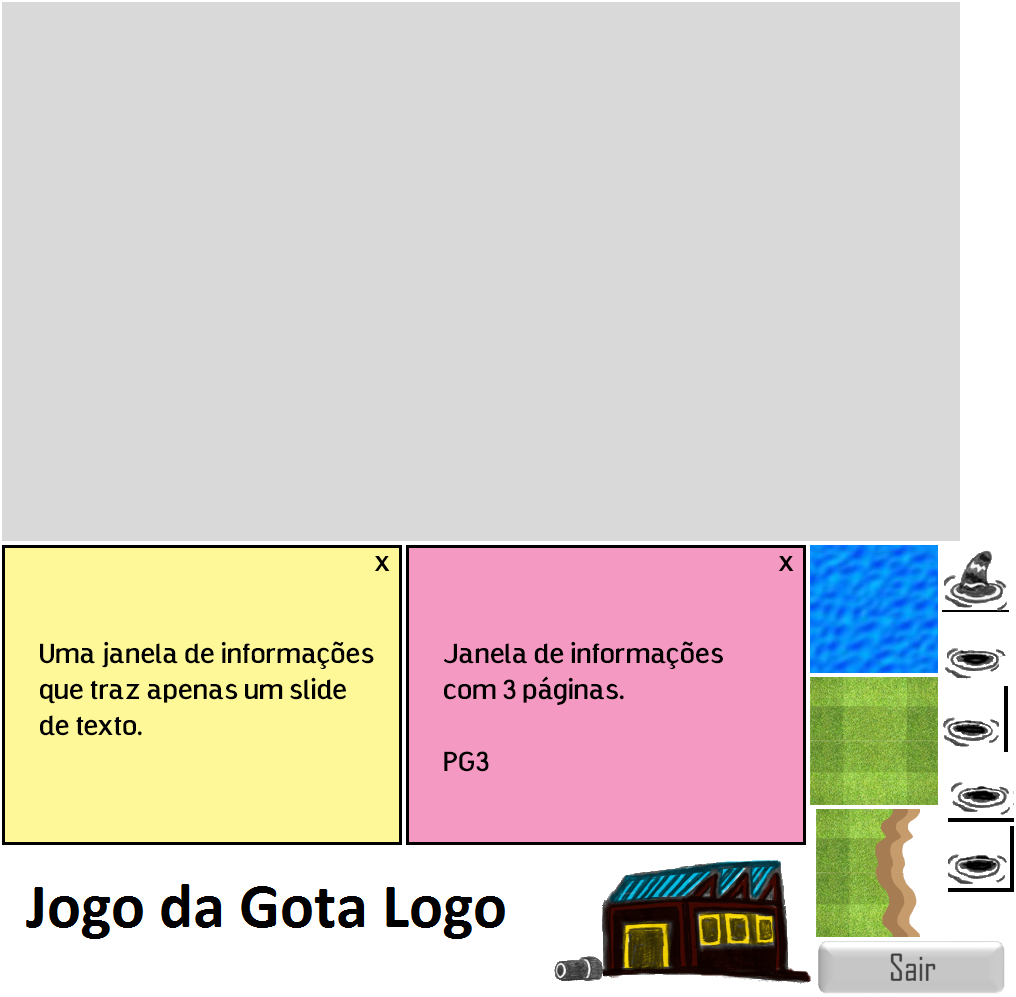 X
Uma janela de informações
que traz apenas um slide
de texto.
X
Janela de informações
com 3 páginas.
PG3
Jogo da Gota Logo
Sair